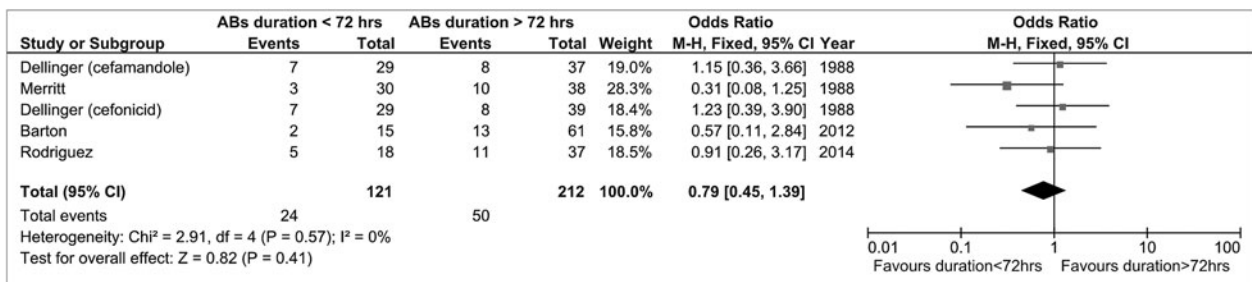 ABs duration < 72 hrs ABs duration > 72 hrs Odds Ratio Odds Ratio
Study or Subgroup Events Total Events Total Weight M-H, Fixed, 95% CI Year M-H, Fixed, 95% CI
Dellinger (cefamandole) 7 29 8 37 19.0% 1.15 [0.36, 3.66] 1988
Merritt 3 30 10 38 28.3% 0.31 [0.08, 1.25] 1988
Dellinger (cefonicid) 7 29 8 39 18.4% 1.23 [0.39, 3.90] 1988
Barton 2 15 13 61 15.8% 0.57 [0.11, 2.84] 2012
Rodriguez 5 18 11 37 18.5% 0.91 [0.26, 3.17] 2014
Total (95% CI) 121 212 100.0% 0.79 [0.45, 1.39]
Total events 24 50
Heterogeneity: Chi² = 2.91, df = 4 (P = 0.57); I² = 0%
Test for overall effect: Z = 0.82 (P = 0.41)
0.01 0.1 1 10 100
Favours duration<72hrs Favours duration>72hrs